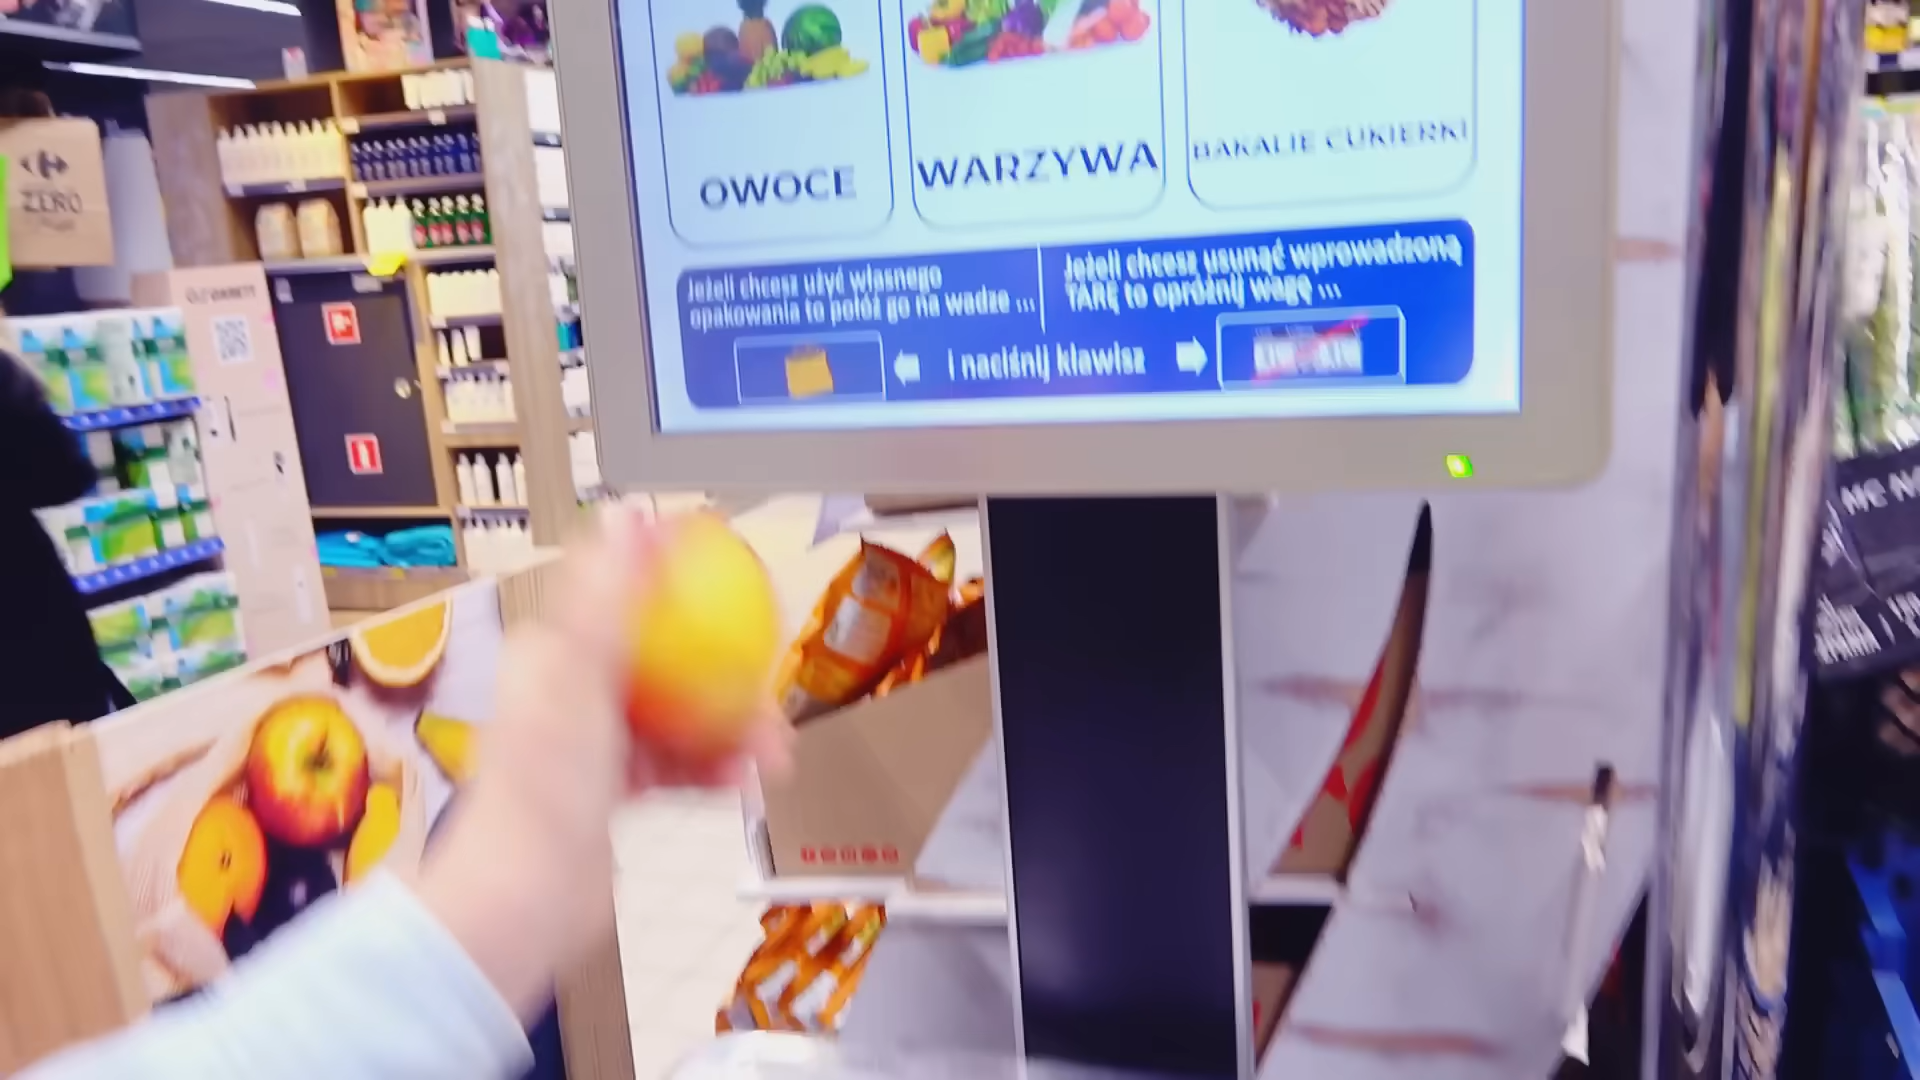 OWOCE
WARZYWA
BAKALIE CUKIERKI
Jeżeli chcesz użyć własnego
opakowania to połóż go na wadze ...
Jeżeli chcesz usunąć wprowadzoną
TARĘ to opróżnij wagę ...
i naciśnij klawisz
ZERO